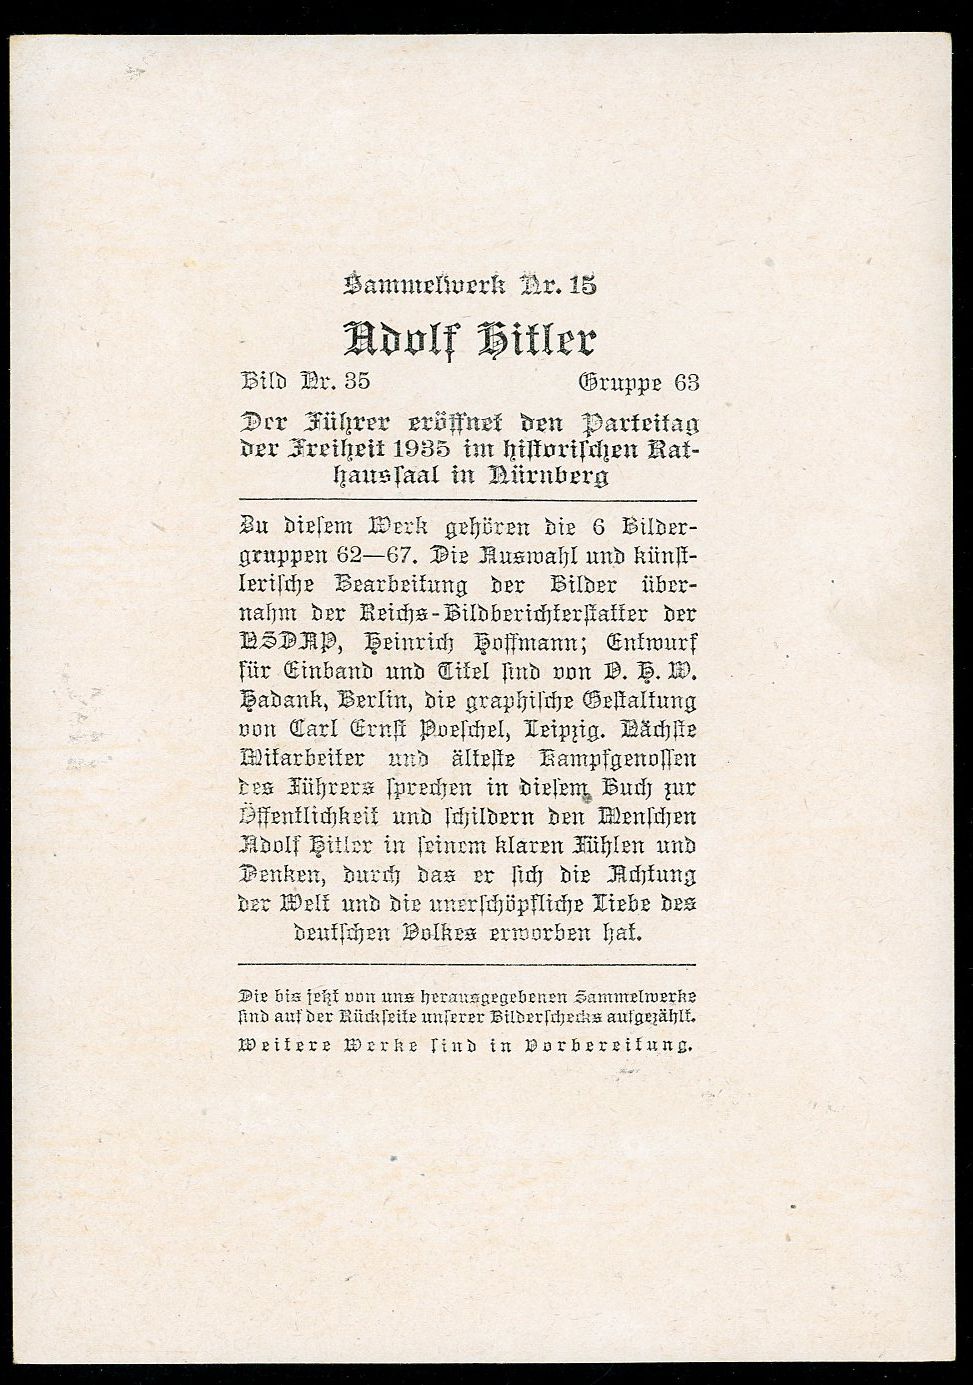 Sammelwerk Nr. 15
Adolf Hitler
Bild Nr. 35 Gruppe 63
Der Führer eröffnet den Parteitag
der Freiheit 1935 im historischen Rat-
haussaal in Nürnberg
Zu diesem Werk gehören die 6 Bilder-
gruppen 62—67. Die Auswahl und künst-
lerische Bearbeitung der Bilder über-
nahm der Reichs-Bildberichterstatter der
NSDAP, Heinrich Hoffmann; Entwurf
für Einband und Titel sind von O. H. W.
Hadank, Berlin, die graphische Gestaltung
von Carl Ernst Poeschel, Leipzig. Nächste
Mitarbeiter und älteste Kampfgenossen
des Führers sprechen in diesem Buch zur
Öffentlichkeit und schildern den Menschen
Adolf Hitler in seinem klaren Fühlen und
Denken, durch das er sich die Achtung
der Welt und die unerschöpfliche Liebe des
deutschen Volkes erworben hat.
Die bis jetzt von uns herausgegebenen Sammelwerke
sind auf der Rückseite unserer Bilderschecks aufgezählt.
Weitere Werke sind in Vorbereitung.